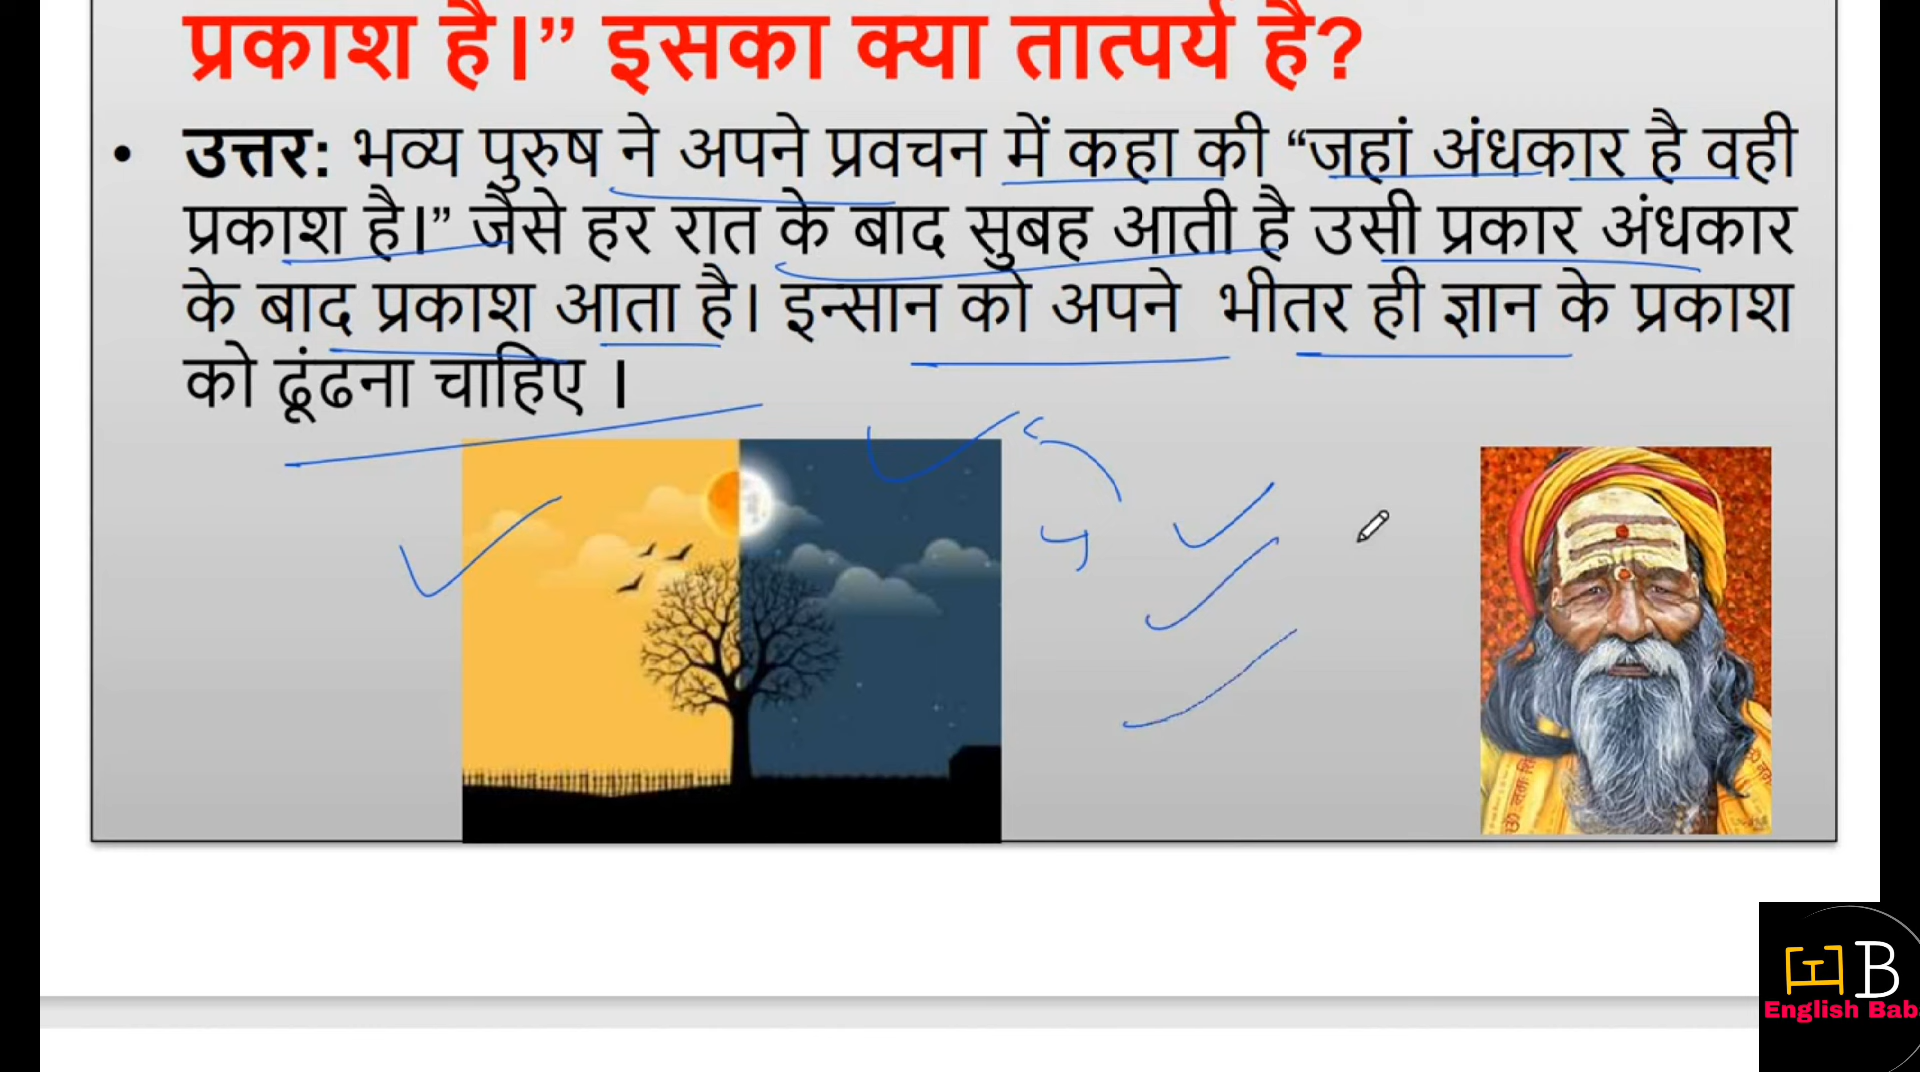 प्रकाश है।” इसका क्या तात्पर्य है?
• उत्तर: भव्य पुरुष ने अपने प्रवचन में कहा की “जहां अंधकार है वही
प्रकाश है।” जैसे हर रात के बाद सुबह आती है उसी प्रकार अंधकार
के बाद प्रकाश आता है। इन्सान को अपने भीतर ही ज्ञान के प्रकाश
को ढूंढना चाहिए ।
B
English Bab